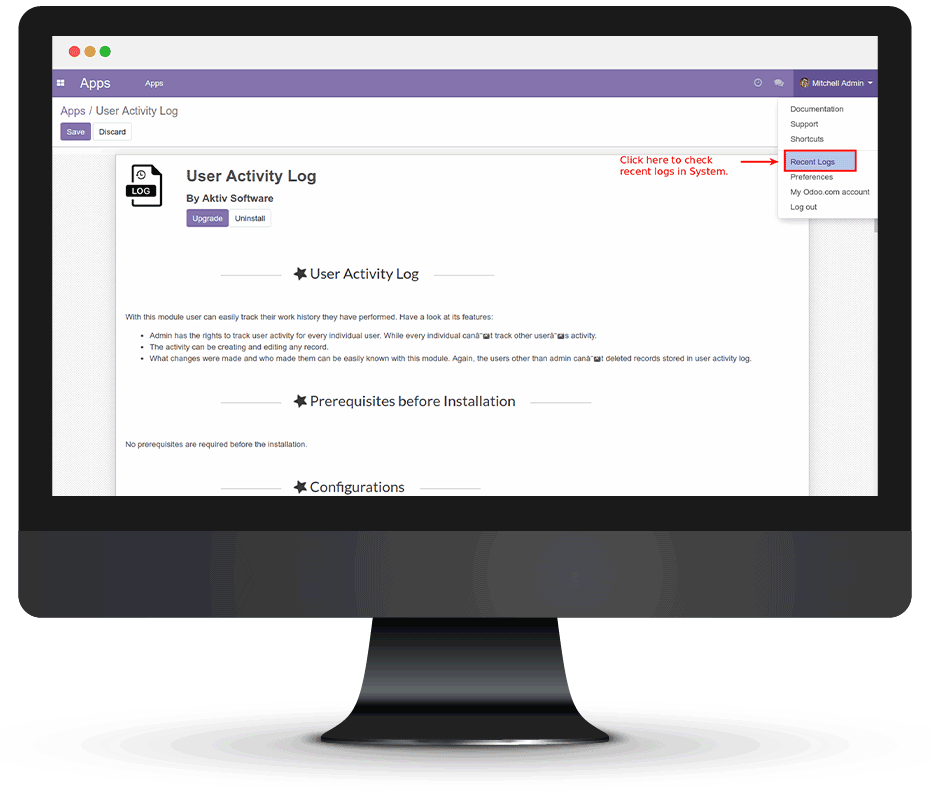 Apps
Apps
Mitchell Admin
Apps / User Activity Log
Save
Discard
Documentation
Support
Shortcuts
Recent Logs
Preferences
My Odoo.com account
Log out
Click here to check
recent logs in System.
LOG
User Activity Log
By Aktiv Software
Upgrade
Uninstall
User Activity Log
With this module user can easily track their work history they have performed. Have a look at its features:
Admin has the rights to track user activity for every individual user. While every individual track other activity.
The activity can be creating and editing any record.
What changes were made and who made them can be easily known with this module. Again, the users other than admin deleted records stored in user activity log.
Prerequisites before Installation
No prerequisites are required before the installation.
Configurations